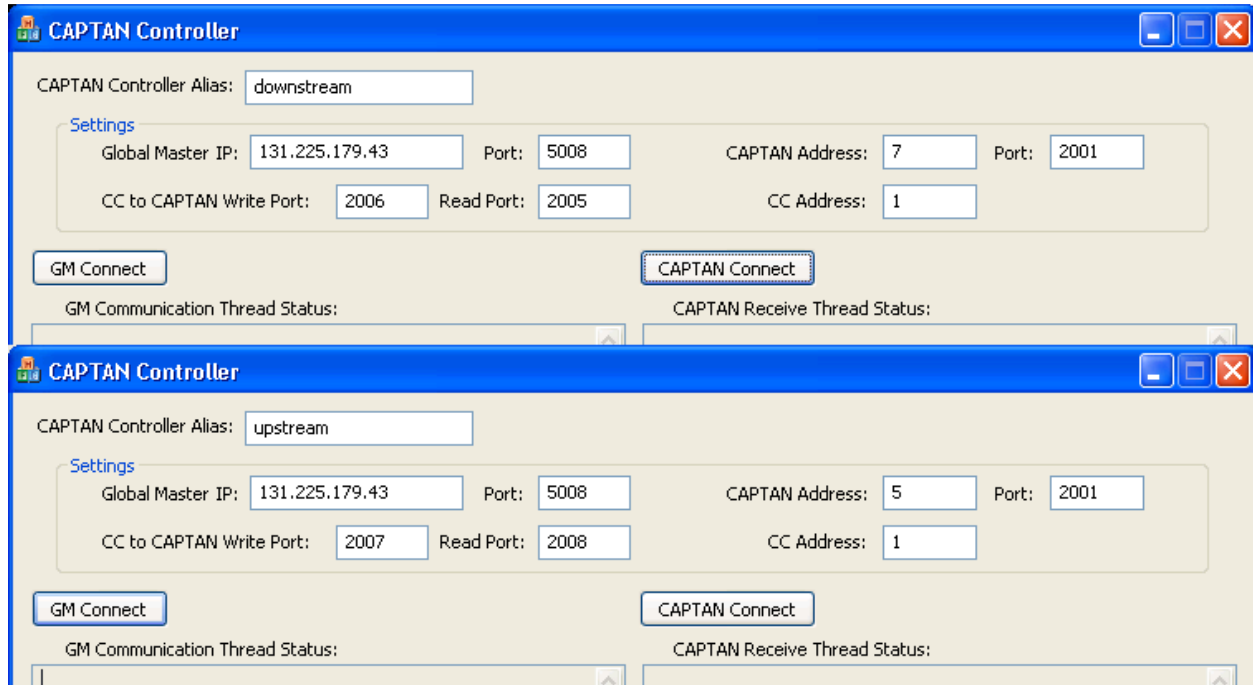 CAPTAN Controller
CAPTAN Controller Alias: downstream
Settings
Global Master IP: 131.225.179.43 Port: 5008 CAPTAN Address: 7 Port: 2001
CC to CAPTAN Write Port: 2006 Read Port: 2005 CC Address: 1
GM Connect CAPTAN Connect
GM Communication Thread Status: CAPTAN Receive Thread Status:
CAPTAN Controller
CAPTAN Controller Alias: upstream
Settings
Global Master IP: 131.225.179.43 Port: 5008 CAPTAN Address: 5 Port: 2001
CC to CAPTAN Write Port: 2007 Read Port: 2008 CC Address: 1
GM Connect CAPTAN Connect
GM Communication Thread Status: CAPTAN Receive Thread Status: